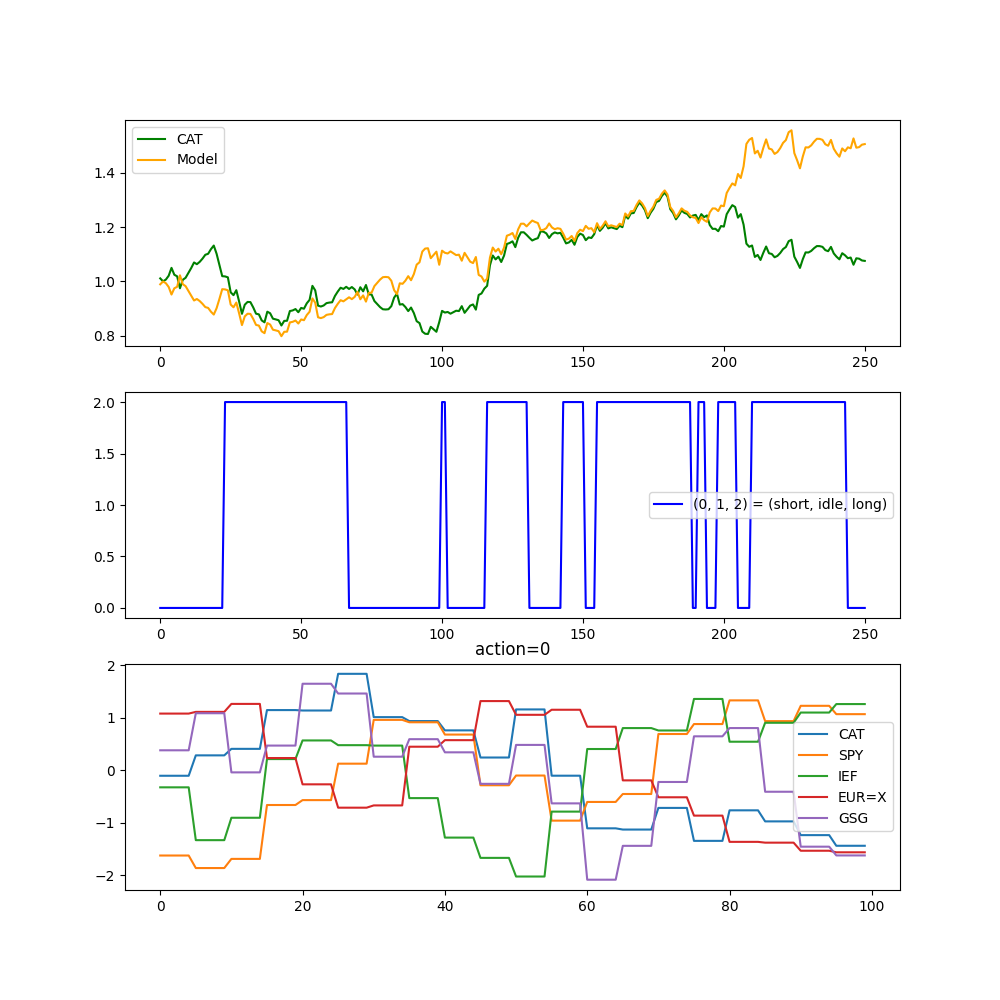 CAT
Model
1.4
1.2
1.0
0.8
0 50 100 150 200 250
2.0
1.5
1.0
0.5
0.0
(0, 1, 2) = (short, idle, long)
0 50 100 150 200 250
action=0
2
1
0
−1
−2
CAT
SPY
IEF
EUR=X
GSG
0 20 40 60 80 100